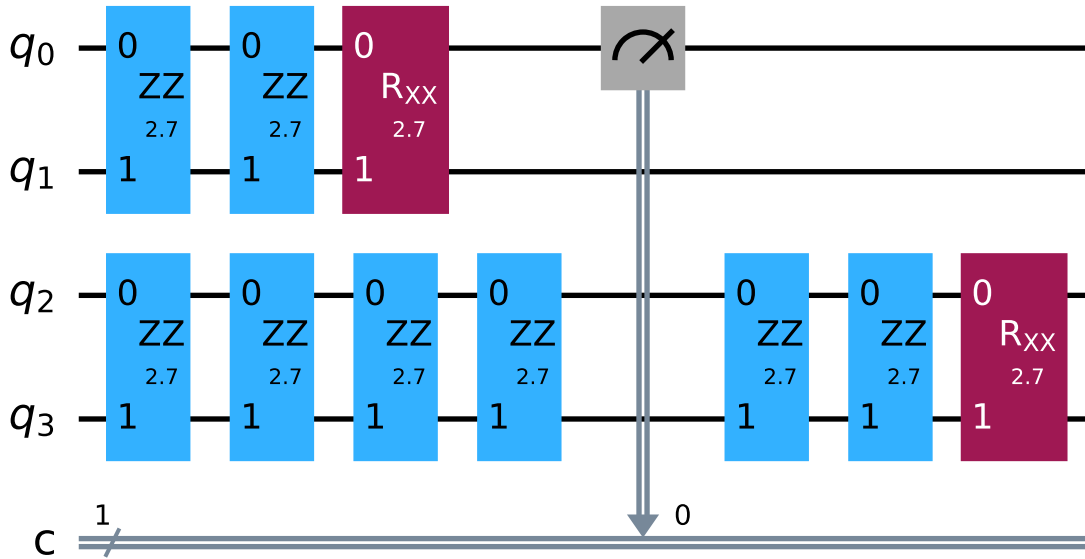 q0 0 0 0
ZZ ZZ RXX
2.7 2.7 2.7
q1 1 1 1
q2 0 0 0 0 0 0 0
ZZ ZZ ZZ ZZ ZZ ZZ RXX
2.7 2.7 2.7 2.7 2.7 2.7 2.7
q3 1 1 1 1 1 1 1
1 0
c